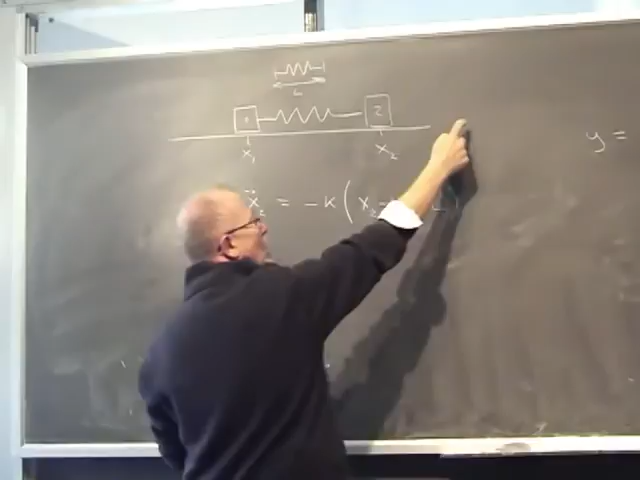 L
1 2
x₁ x₂
ẍ₂ = -K(x₂ -
y =